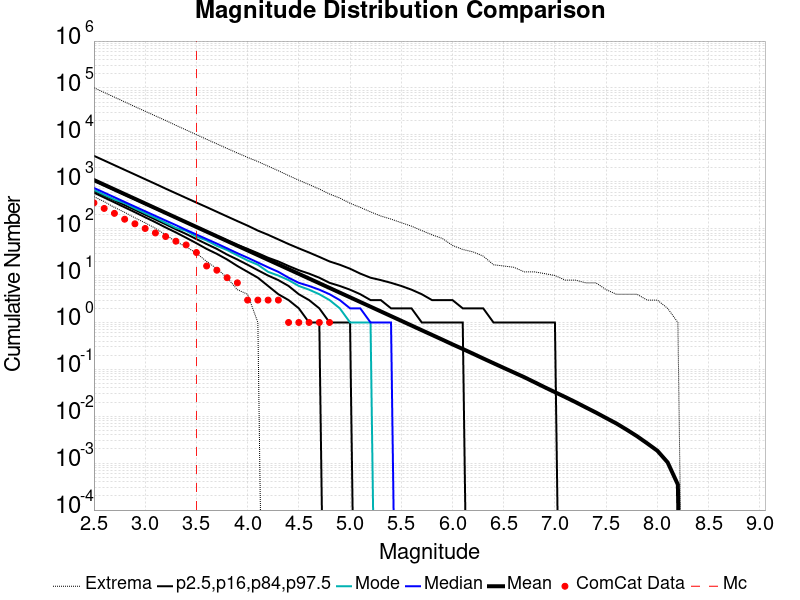 Magnitude Distribution Comparison
Cumulative Number
10 6
10 5
10 4
10 3
10 2
10 1
10 0
10 -1
10 -2
10 -3
10 -4
2.5 3.0 3.5 4.0 4.5 5.0 5.5 6.0 6.5 7.0 7.5 8.0 8.5 9.0
Magnitude
Extrema p2.5,p16,p84,p97.5 Mode Median Mean ComCat Data Mc